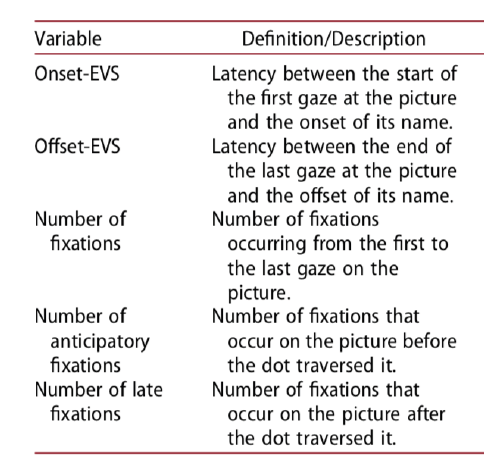 Variable Definition/Description
Onset-EVS Latency between the start of
the first gaze at the picture
and the onset of its name.
Offset-EVS Latency between the end of
the last gaze at the picture
and the offset of its name.
Number of Number of fixations
fixations occurring from the first to
the last gaze on the
picture.
Number of Number of fixations that
anticipatory occur on the picture before
fixations the dot traversed it.
Number of late Number of fixations that
fixations occur on the picture after
the dot traversed it.